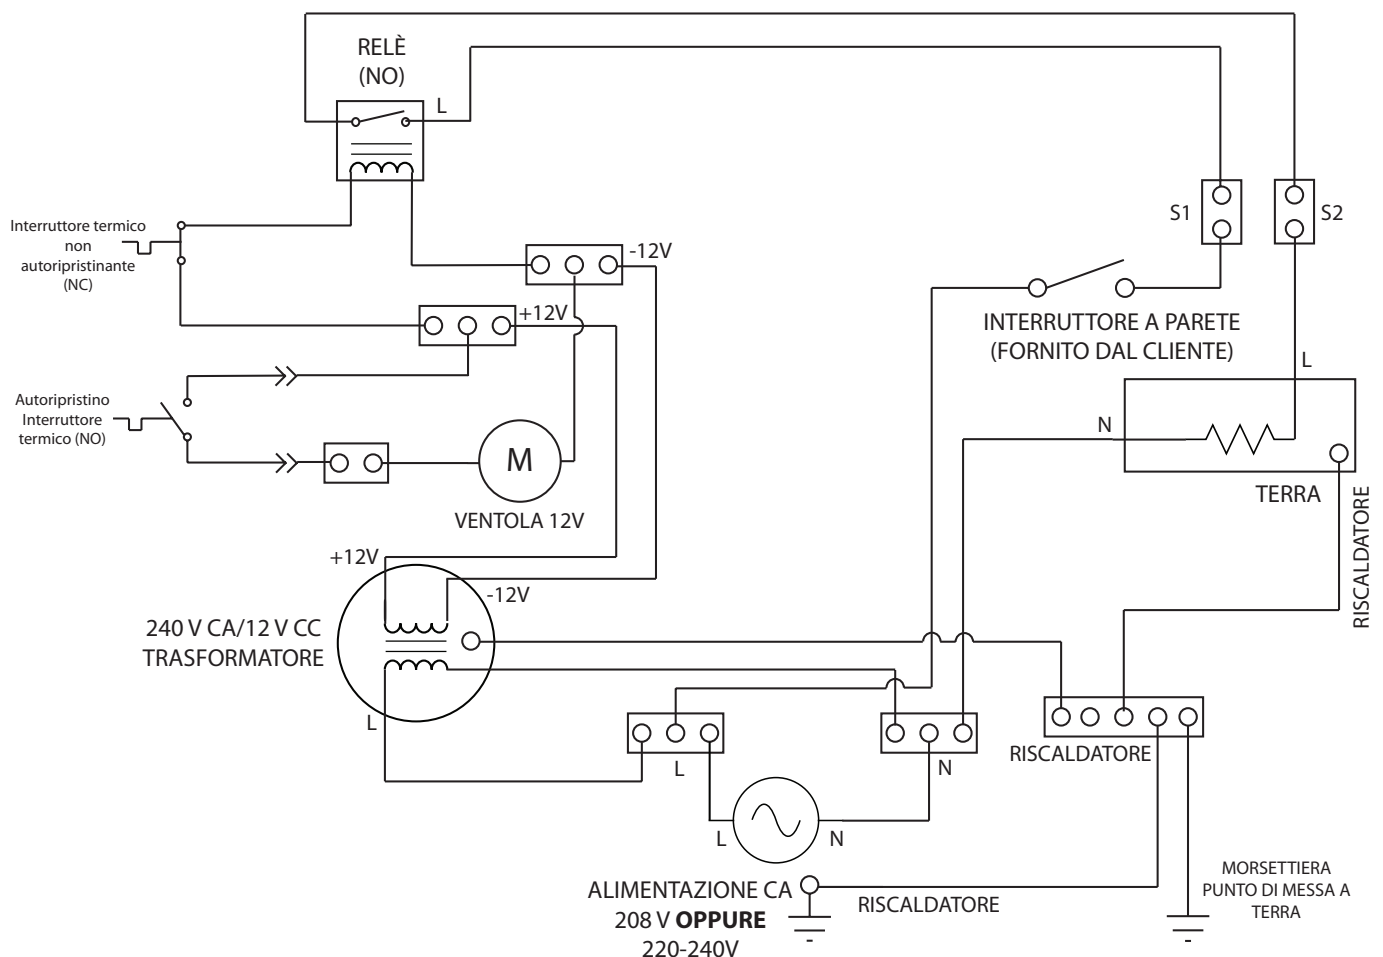 RELÈ
(NO)
L
Interruttore termico
non
autoripristinante
(NC)
-12V
+12V
S1
S2
INTERRUTTORE A PARETE
(FORNITO DAL CLIENTE)
L
N
TERRA
RISCALDATORE
Autoripristino
Interruttore
termico (NO)
M
VENTOLA 12V
+12V
-12V
240 V CA/12 V CC
TRASFORMATORE
L
L
N
RISCALDATORE
L
N
ALIMENTAZIONE CA
208 V OPPURE
220-240V
RISCALDATORE
MORSETTIERA
PUNTO DI MESSA A
TERRA